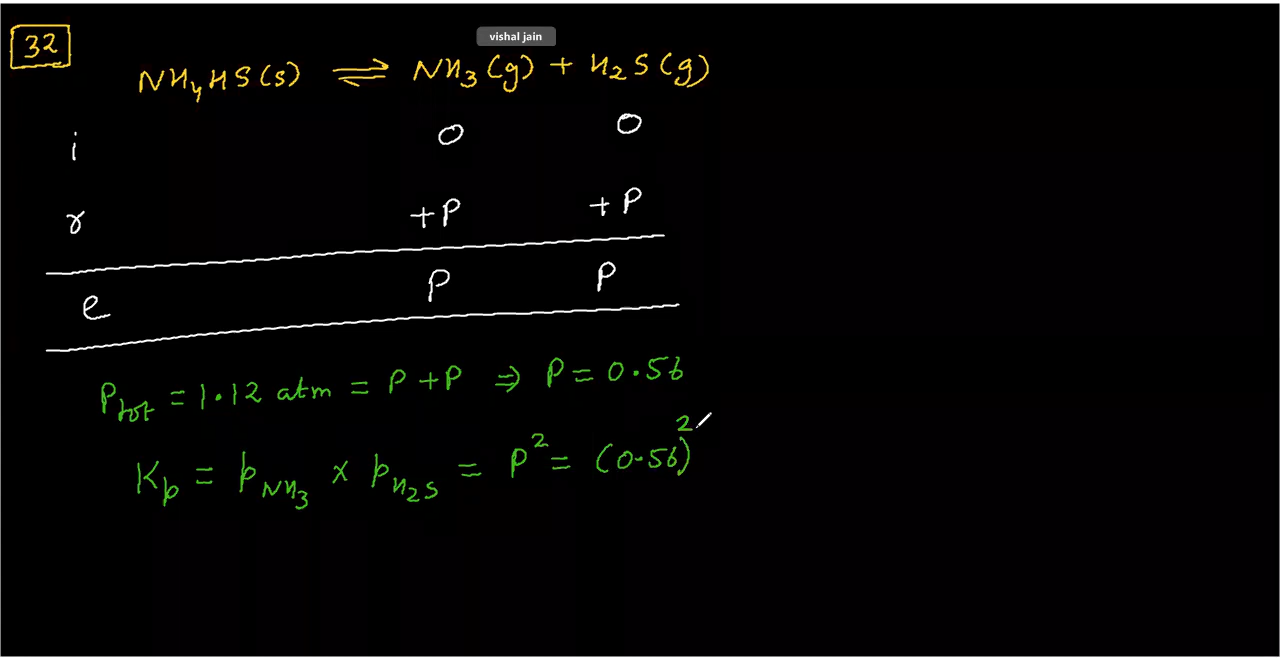 vishal jain
32
NH4HS(s) ⇌ NH3(g) + H2S(g)
i 0 0
r +P +P
e P P
Ptot = 1.12 atm = P + P ⇒ P = 0.56
Kp = pNH3 × pH2S = P² = (0.56)²